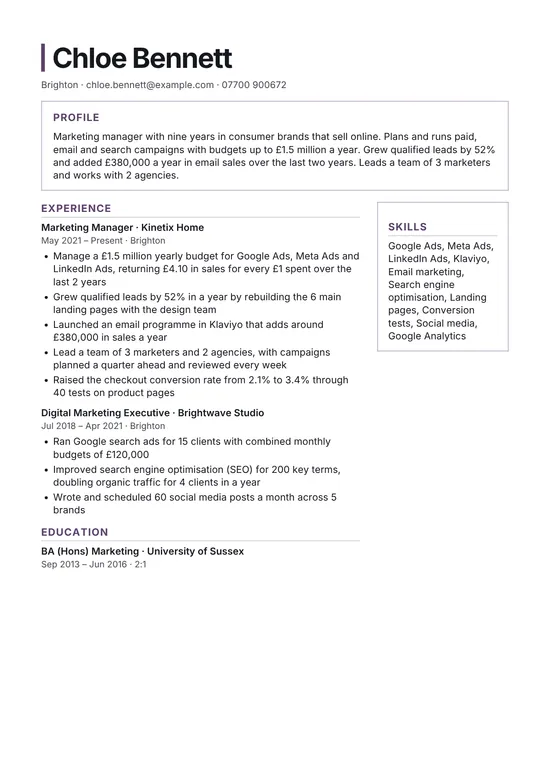 Chloe Bennett
Brighton · chloe.bennett@example.com · 07700 900672
PROFILE
Marketing manager with nine years in consumer brands that sell online. Plans and runs paid,
email and search campaigns with budgets up to £1.5 million a year. Grew qualified leads by 52%
and added £380,000 a year in email sales over the last two years. Leads a team of 3 marketers
and works with 2 agencies.
EXPERIENCE
Marketing Manager · Kinetix Home
May 2021 – Present · Brighton
• Manage a £1.5 million yearly budget for Google Ads, Meta Ads and
LinkedIn Ads, returning £4.10 in sales for every £1 spent over the
last 2 years
• Grew qualified leads by 52% in a year by rebuilding the 6 main
landing pages with the design team
• Launched an email programme in Klaviyo that adds around
£380,000 in sales a year
• Lead a team of 3 marketers and 2 agencies, with campaigns
planned a quarter ahead and reviewed every week
• Raised the checkout conversion rate from 2.1% to 3.4% through
40 tests on product pages
Digital Marketing Executive · Brightwave Studio
Jul 2018 – Apr 2021 · Brighton
• Ran Google search ads for 15 clients with combined monthly
budgets of £120,000
• Improved search engine optimisation (SEO) for 200 key terms,
doubling organic traffic for 4 clients in a year
• Wrote and scheduled 60 social media posts a month across 5
brands
EDUCATION
BA (Hons) Marketing · University of Sussex
Sep 2013 – Jun 2016 · 2:1
SKILLS
Google Ads, Meta Ads,
LinkedIn Ads, Klaviyo,
Email marketing,
Search engine
optimisation, Landing
pages, Conversion
tests, Social media,
Google Analytics